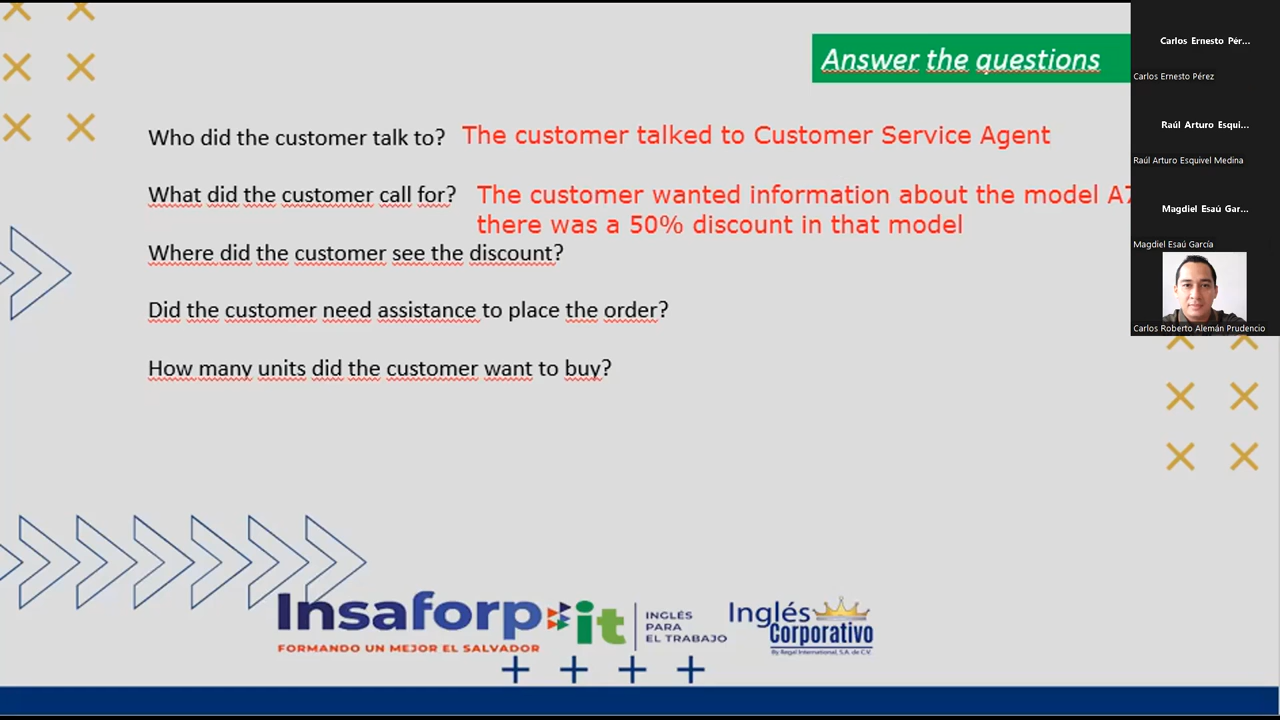 Answer the questions
Who did the customer talk to? The customer talked to Customer Service Agent
What did the customer call for? The customer wanted information about the model
there was a 50% discount in that model
Where did the customer see the discount?
Did the customer need assistance to place the order?
How many units did the customer want to buy?
Carlos Ernesto Pér...
Carlos Ernesto Pérez
Raúl Arturo Esqui...
Raúl Arturo Esquivel Medina
Magdiel Esaú Gar...
Magdiel Esaú García
Carlos Roberto Alemán Prudencio
Insaforp
FORMANDO UN MEJOR EL SALVADOR
it
INGLÉS
PARA
EL TRABAJO
Inglés
Corporativo
By Regal International, S.A. de C.V.